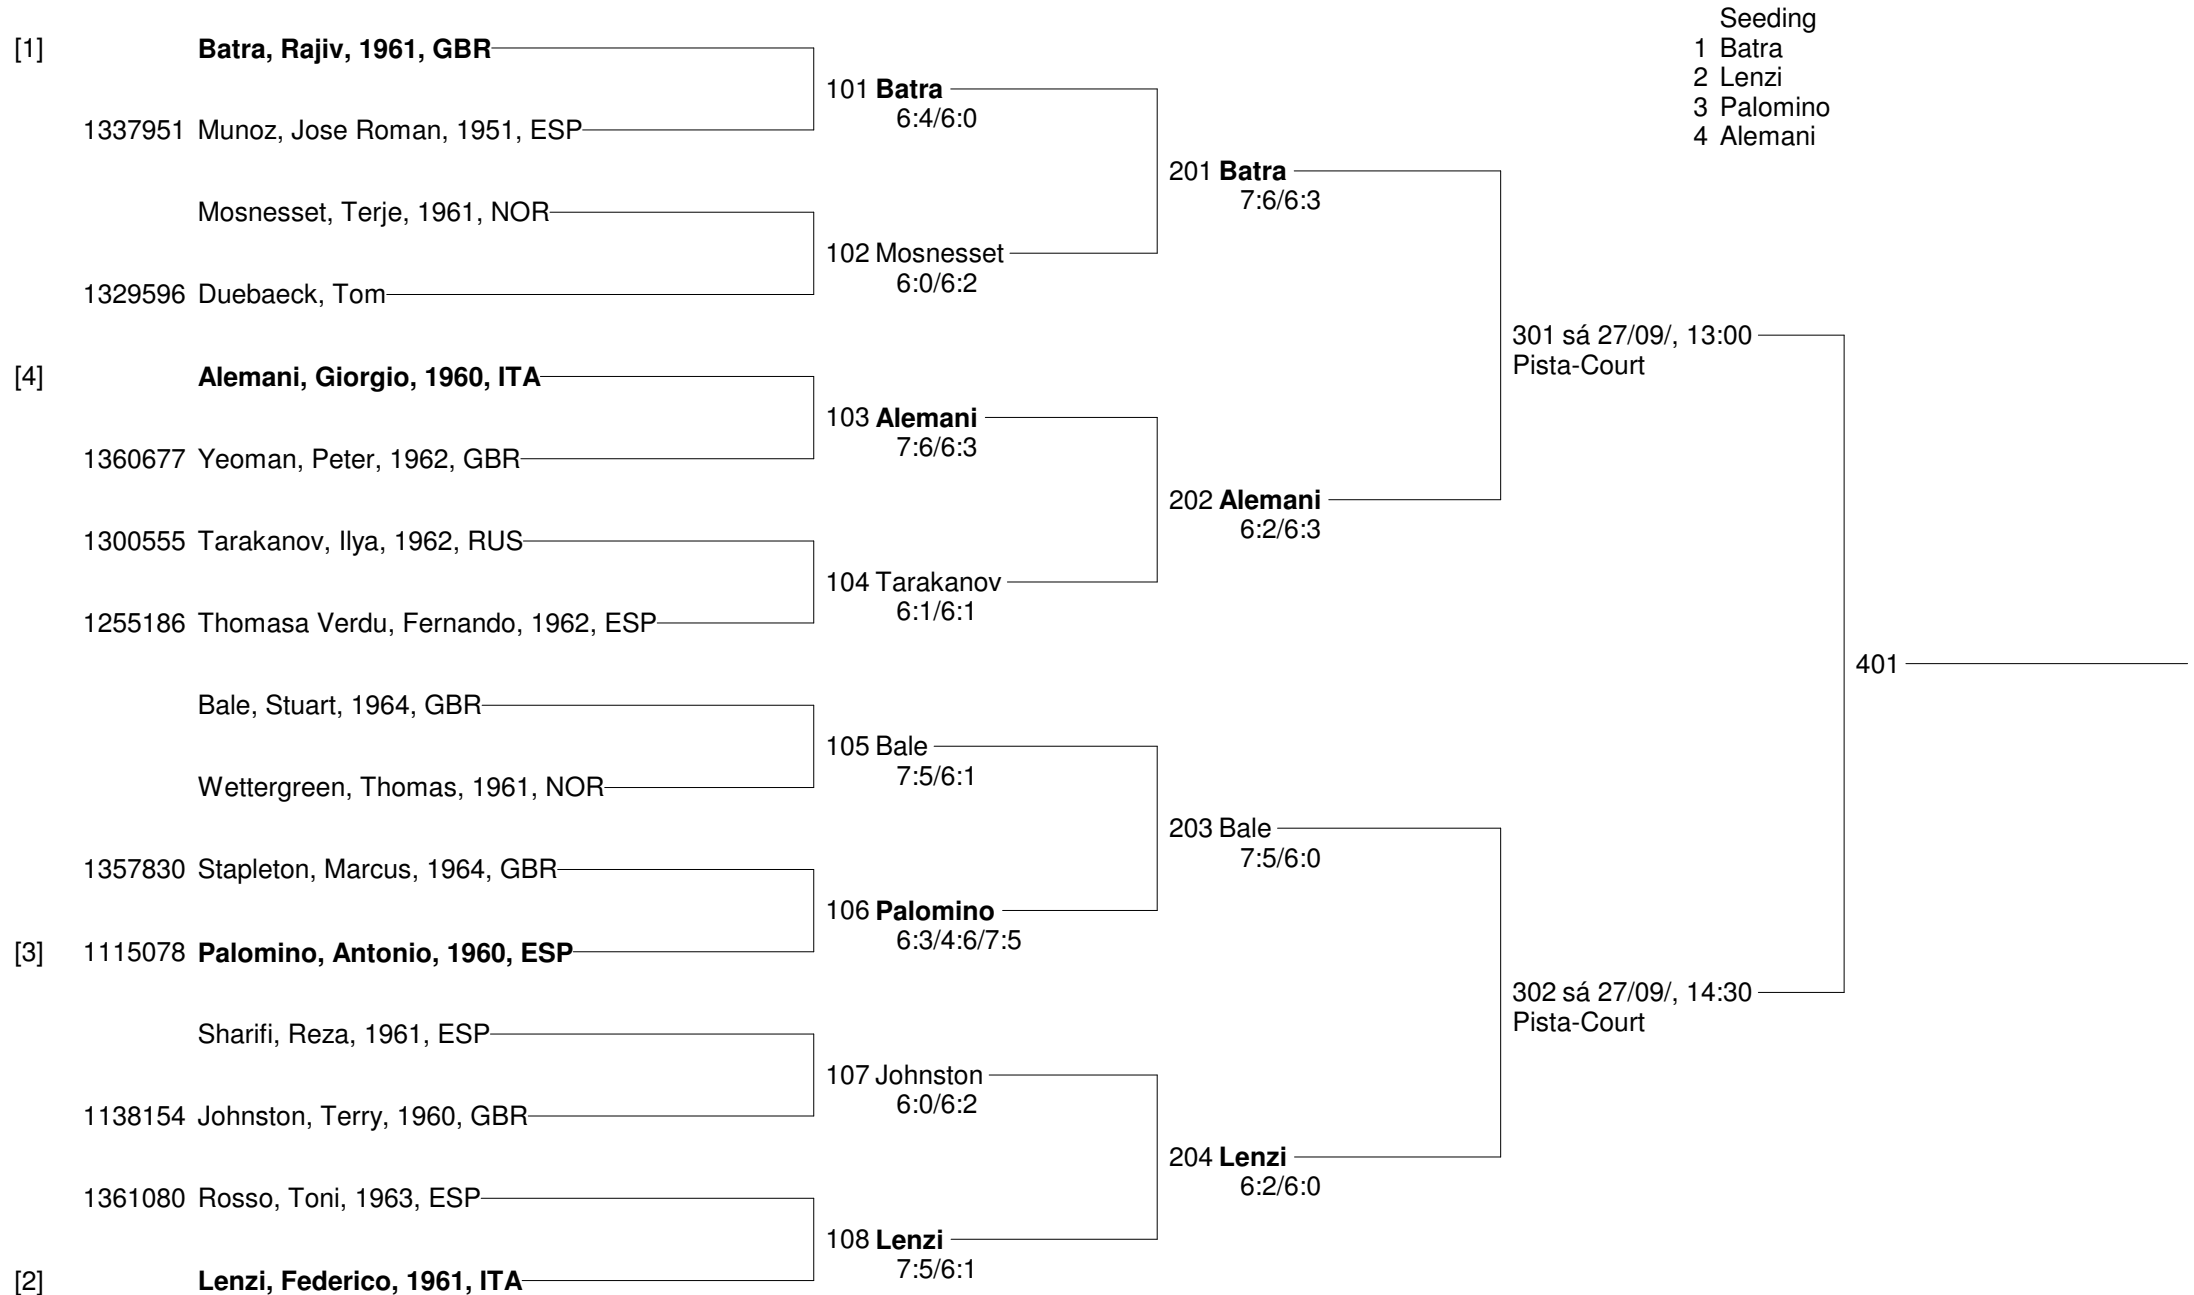 Seeding
1 Batra
2 Lenzi
3 Palomino
4 Alemani
[1] Batra, Rajiv, 1961, GBR
1337951 Munoz, Jose Roman, 1951, ESP
Mosnesset, Terje, 1961, NOR
1329596 Duebaeck, Tom
[4] Alemani, Giorgio, 1960, ITA
1360677 Yeoman, Peter, 1962, GBR
1300555 Tarakanov, Ilya, 1962, RUS
1255186 Thomasa Verdu, Fernando, 1962, ESP
Bale, Stuart, 1964, GBR
Wettergreen, Thomas, 1961, NOR
1357830 Stapleton, Marcus, 1964, GBR
[3] 1115078 Palomino, Antonio, 1960, ESP
Sharifi, Reza, 1961, ESP
1138154 Johnston, Terry, 1960, GBR
1361080 Rosso, Toni, 1963, ESP
[2] Lenzi, Federico, 1961, ITA
101 Batra
6:4/6:0
102 Mosnesset
6:0/6:2
103 Alemani
7:6/6:3
104 Tarakanov
6:1/6:1
105 Bale
7:5/6:1
106 Palomino
6:3/4:6/7:5
107 Johnston
6:0/6:2
108 Lenzi
7:5/6:1
201 Batra
7:6/6:3
202 Alemani
6:2/6:3
203 Bale
7:5/6:0
204 Lenzi
6:2/6:0
301 sá 27/09/, 13:00
Pista-Court
302 sá 27/09/, 14:30
Pista-Court
401